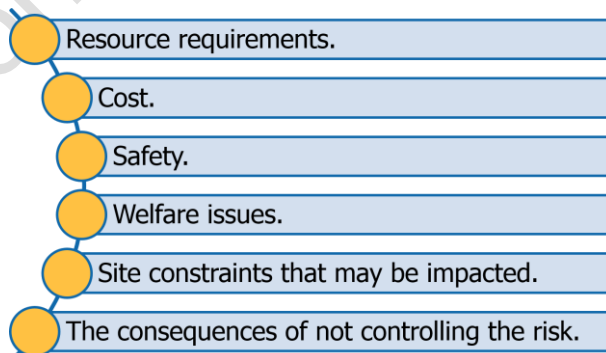 Resource requirements.
Cost.
Safety.
Welfare issues.
Site constraints that may be impacted.
The consequences of not controlling the risk.